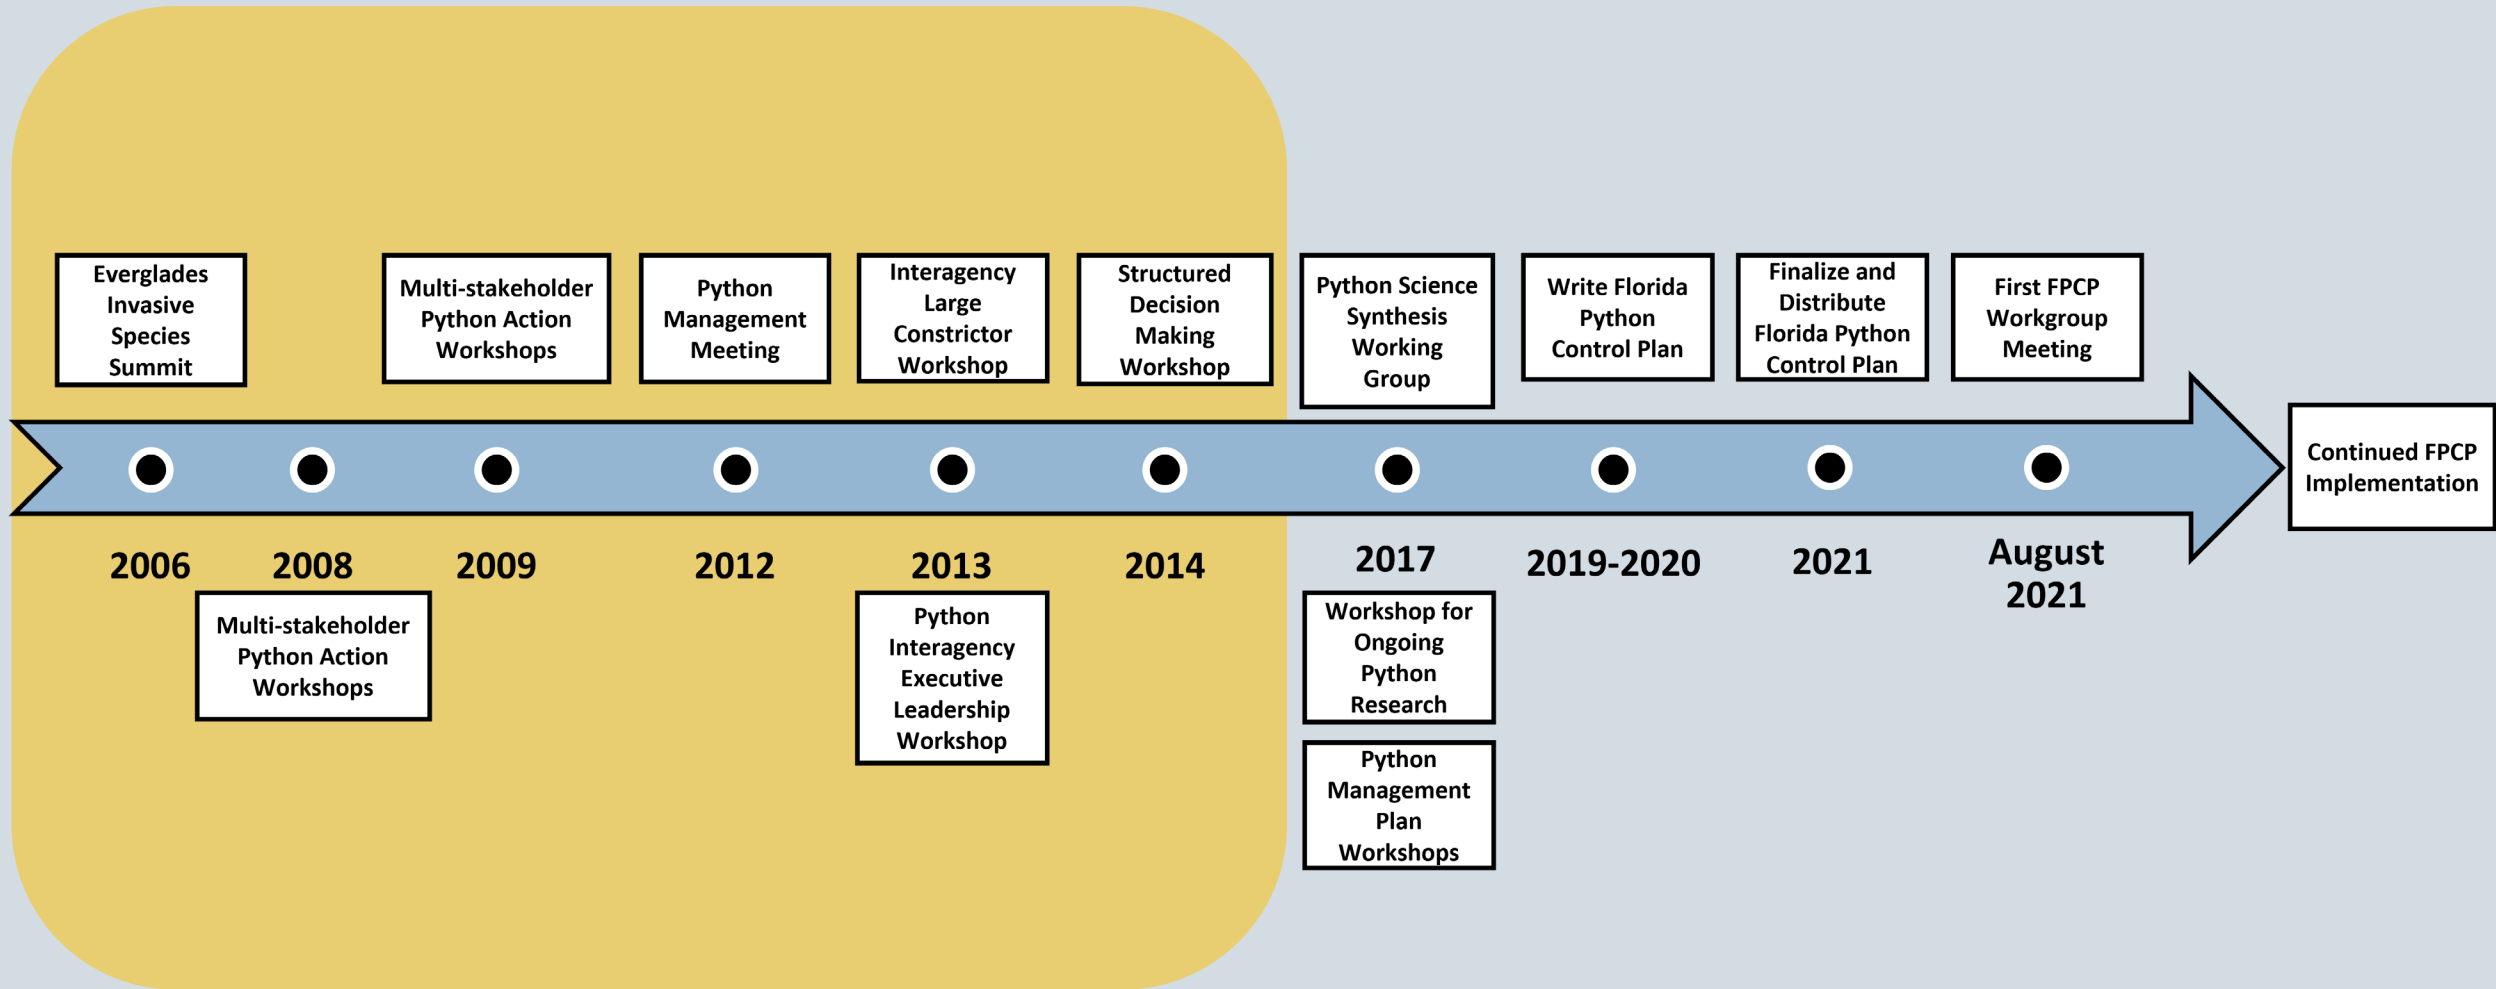 Everglades
Invasive
Species
Summit
Multi-stakeholder
Python Action
Workshops
Python
Management
Meeting
Interagency
Large
Constrictor
Workshop
Structured
Decision
Making
Workshop
Python Science
Synthesis
Working
Group
Write Florida
Python
Control Plan
Finalize and
Distribute
Florida Python
Control Plan
First FPCP
Workgroup
Meeting
Continued FPCP
Implementation
2006
2008
2009
2012
2013
2014
2017
2019-2020
2021
August
2021
Multi-stakeholder
Python Action
Workshops
Python
Interagency
Executive
Leadership
Workshop
Workshop for
Ongoing
Python
Research
Python
Management
Plan
Workshops